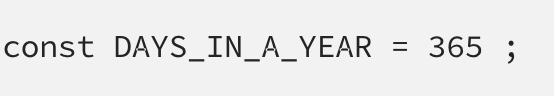 const DAYS_IN_A_YEAR = 365 ;